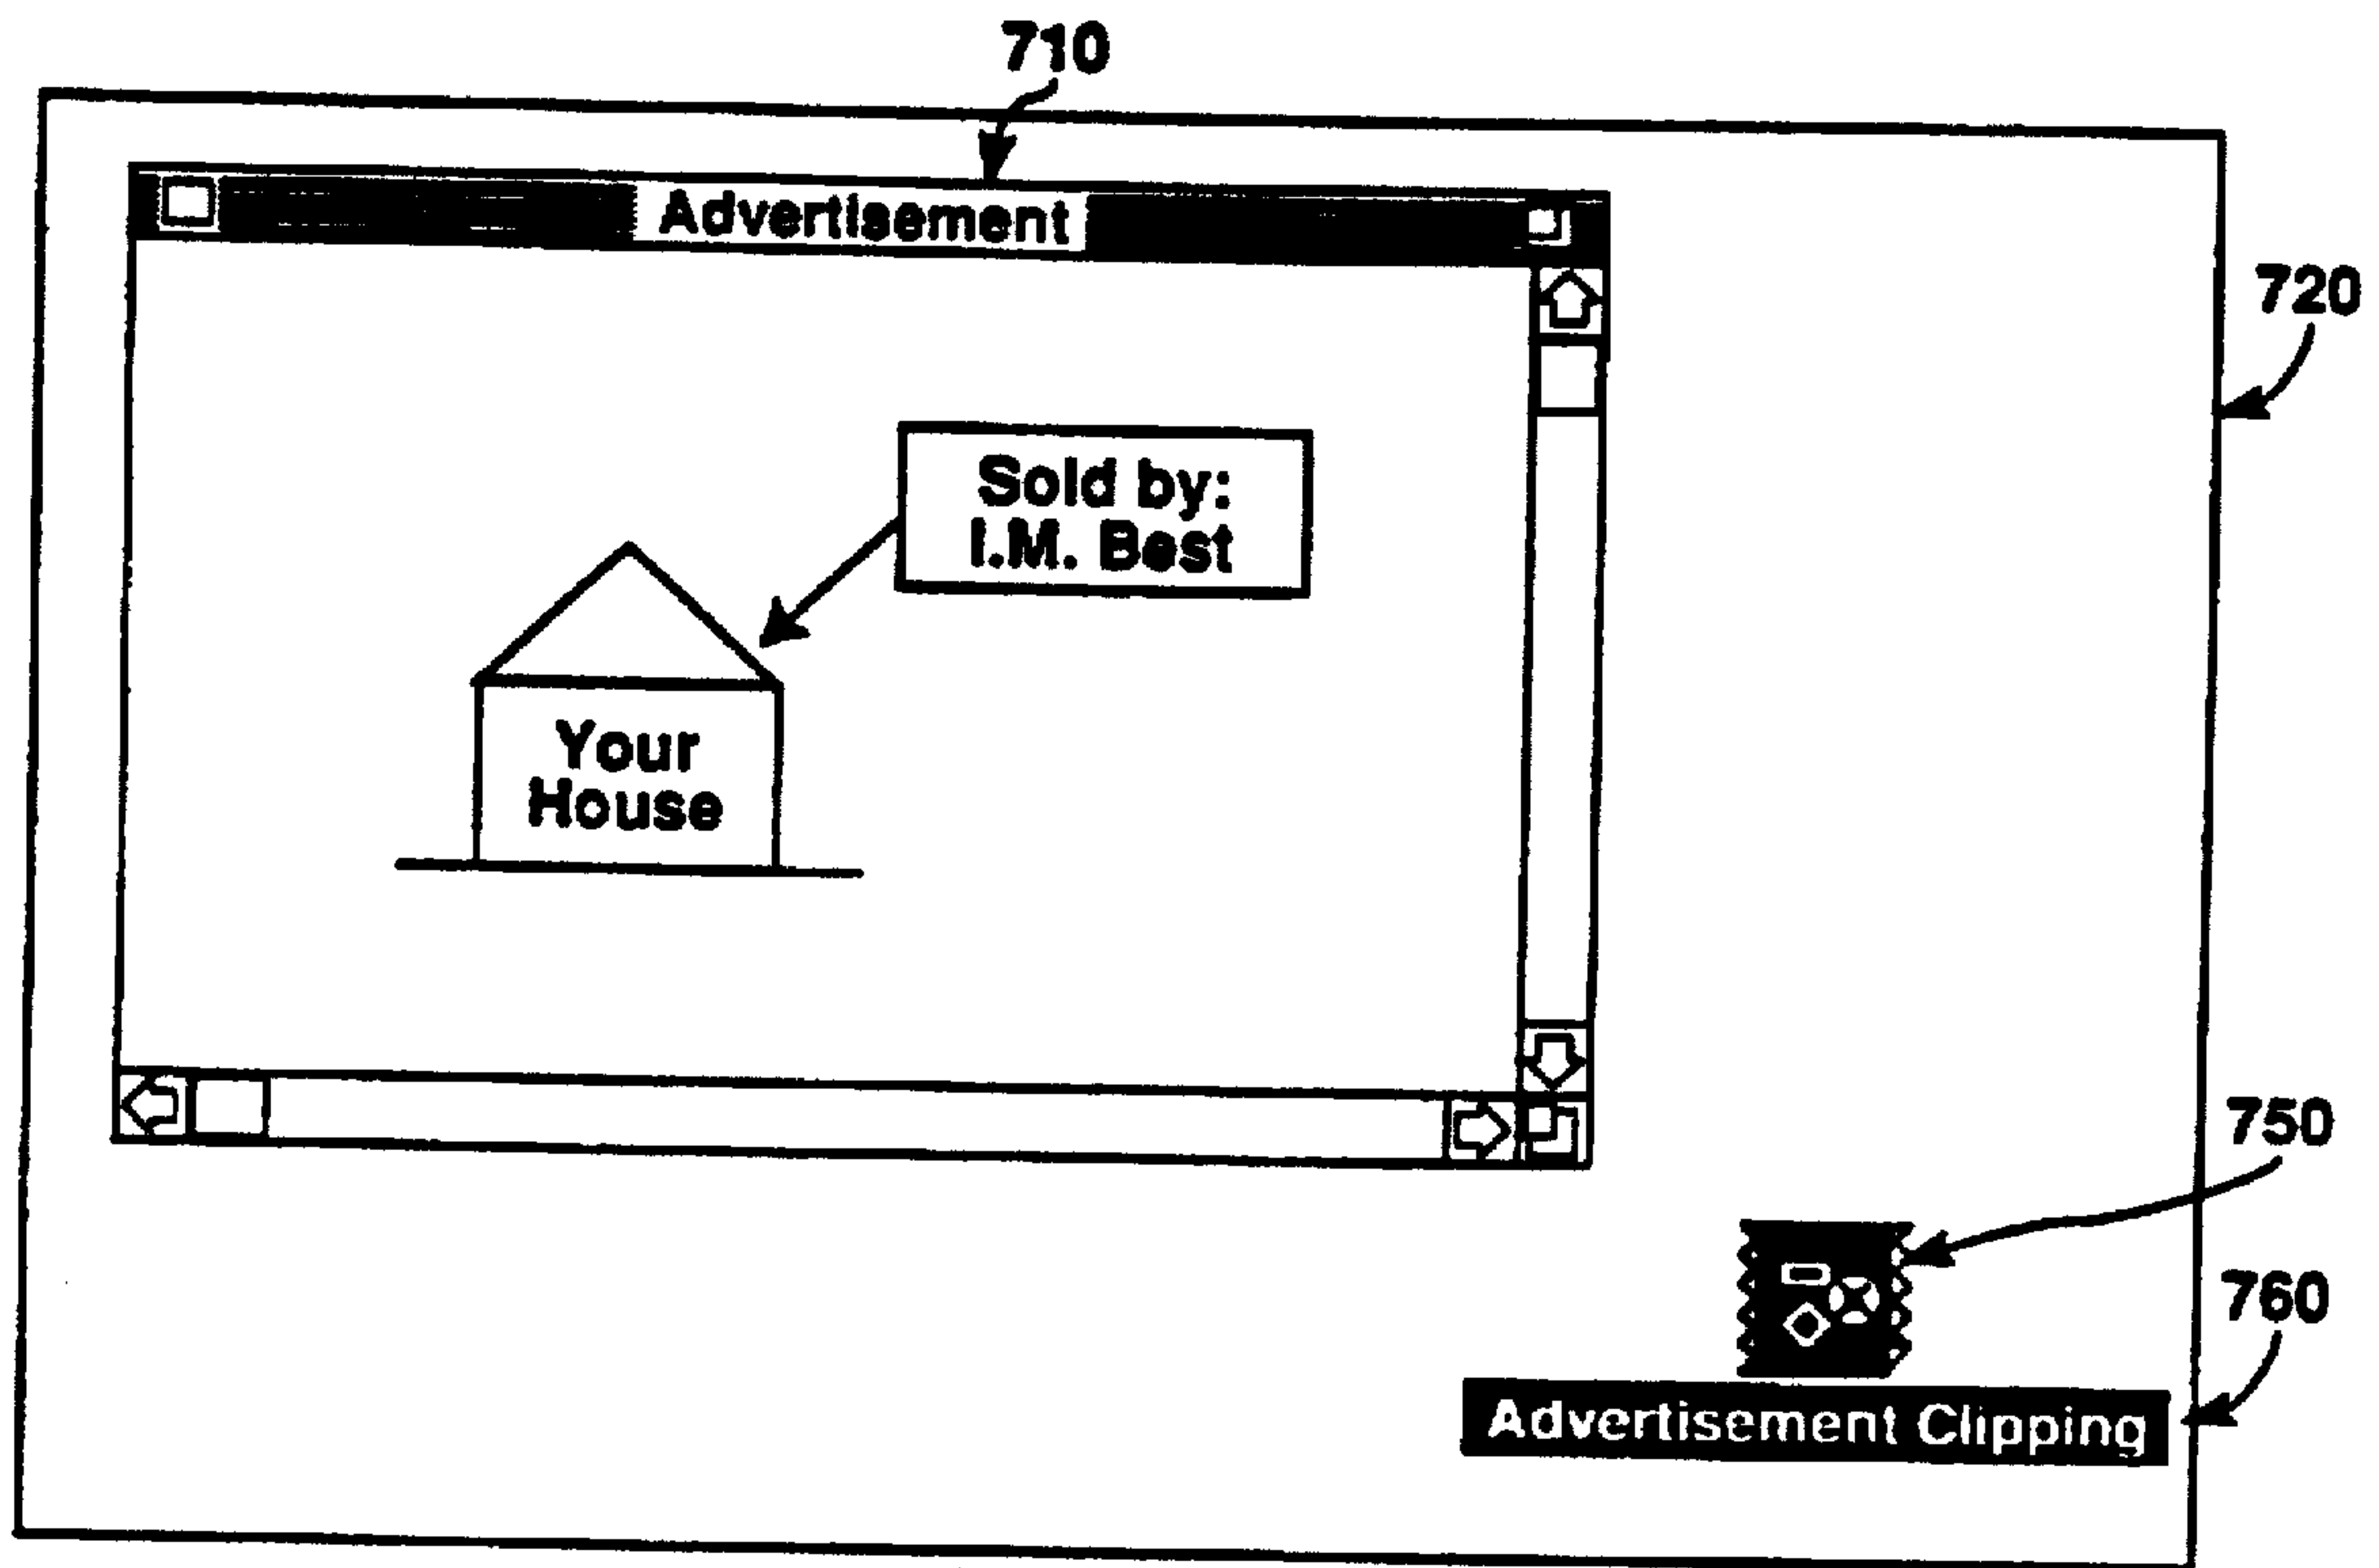 710
Advertisement
720
Sold by:
I.M. Best
Your
House
750
760
Advertisement Clipping